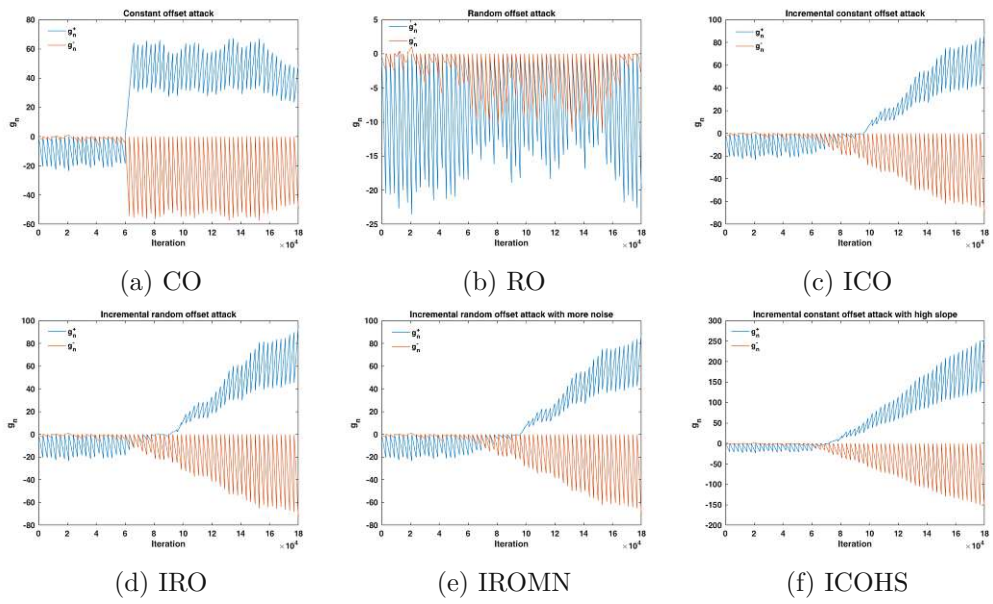 Constant offset attack
g_n^+
g_n^-
80
60
40
20
0
-20
-40
-60
g_n
0 2 4 6 8 10 12 14 16 18
Iteration
× 10^4
(a) CO
Random offset attack
g_n^+
g_n^-
5
0
-5
-10
-15
-20
-25
g_n
0 2 4 6 8 10 12 14 16 18
Iteration
× 10^4
(b) RO
Incremental constant offset attack
g_n^+
g_n^-
100
80
60
40
20
0
-20
-40
-60
-80
g_n
0 2 4 6 8 10 12 14 16 18
Iteration
× 10^4
(c) ICO
Incremental random offset attack
g_n^+
g_n^-
100
80
60
40
20
0
-20
-40
-60
-80
g_n
0 2 4 6 8 10 12 14 16 18
Iteration
× 10^4
(d) IRO
Incremental random offset attack with more noise
g_n^+
g_n^-
100
80
60
40
20
0
-20
-40
-60
-80
g_n
0 2 4 6 8 10 12 14 16 18
Iteration
× 10^4
(e) IROMN
Incremental constant offset attack with high slope
g_n^+
g_n^-
300
250
200
150
100
50
0
-50
-100
-150
-200
g_n
0 2 4 6 8 10 12 14 16 18
Iteration
× 10^4
(f) ICOHS